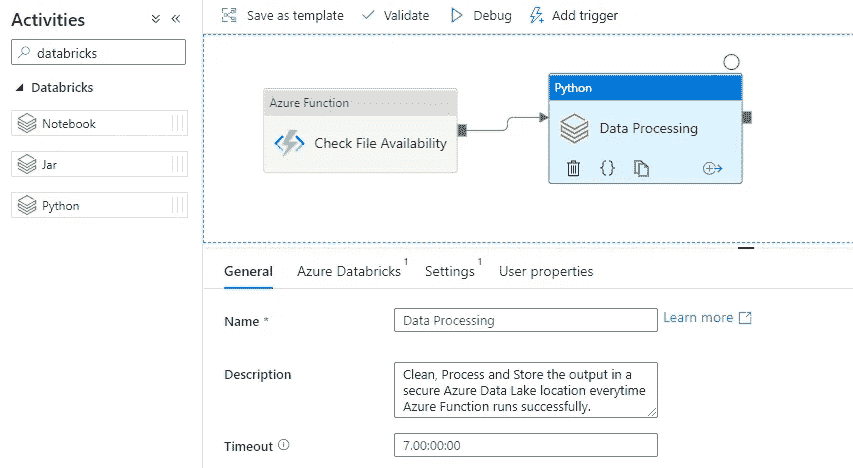 Activities
databricks
Databricks
Notebook
Jar
Python
Save as template
Validate
Debug
Add trigger
Azure Function
Check File Availability
Python
Data Processing
General
Azure Databricks 1
Settings 1
User properties
Name *
Data Processing
Learn more
Description
Clean, Process and Store the output in a
secure Azure Data Lake location everytime
Azure Function runs successfully.
Timeout
7.00:00:00